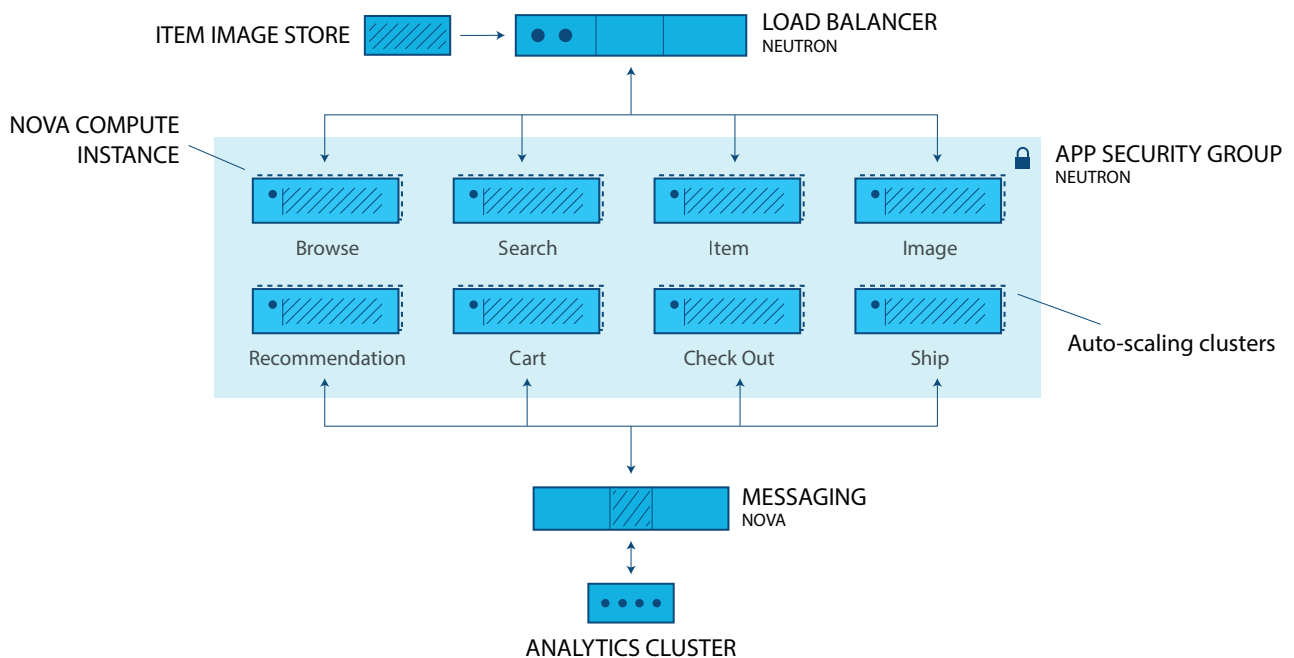 ITEM IMAGE STORE
LOAD BALANCER
NEUTRON
NOVA COMPUTE
INSTANCE
APP SECURITY GROUP
NEUTRON
Browse
Search
Item
Image
Recommendation
Cart
Check Out
Ship
Auto-scaling clusters
MESSAGING
NOVA
ANALYTICS CLUSTER